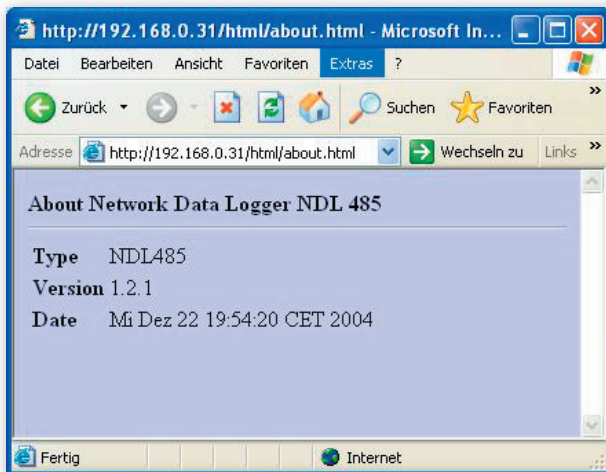 http://192.168.0.31/html/about.html - Microsoft In...
Datei Bearbeiten Ansicht Favoriten Extras ?
Zurück Suchen Favoriten »
Adresse http://192.168.0.31/html/about.html Wechseln zu Links »
About Network Data Logger NDL 485
Type NDL485
Version 1.2.1
Date Mi Dez 22 19:54:20 CET 2004
Fertig Internet